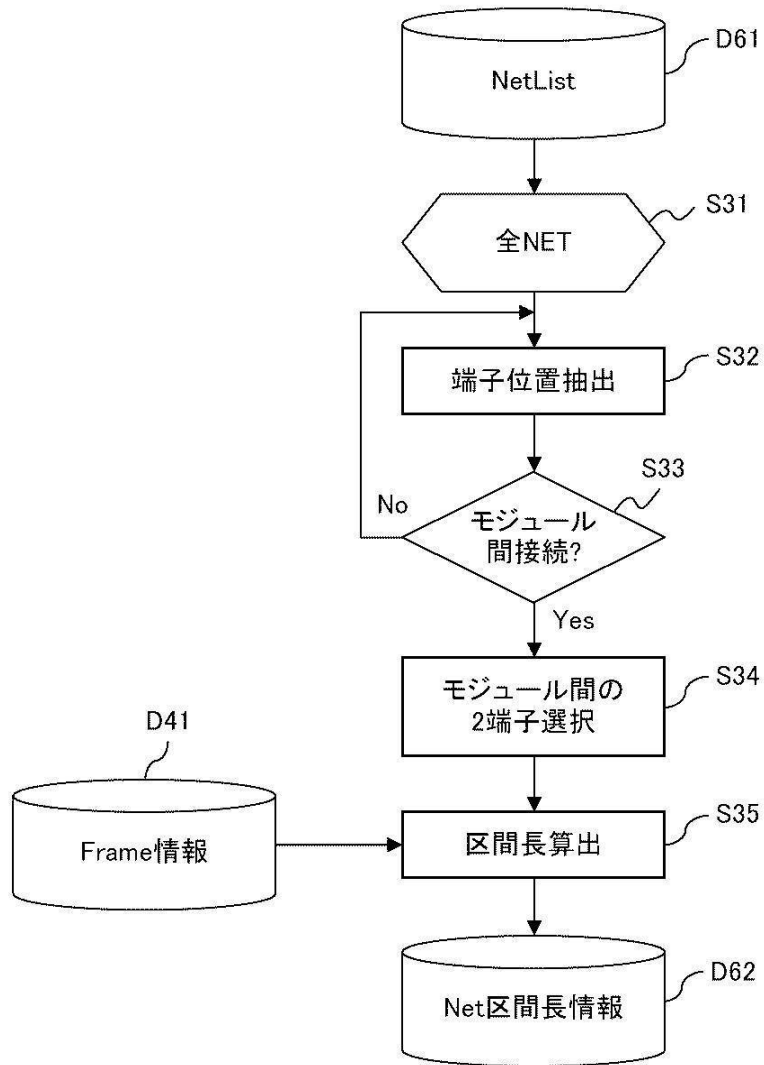 D61
NetList
S31
全NET
S32
端子位置抽出
S33
No
モジュール
間接続?
Yes
S34
モジュール間の
2端子選択
D41
S35
Frame情報
区間長算出
D62
Net区間長情報